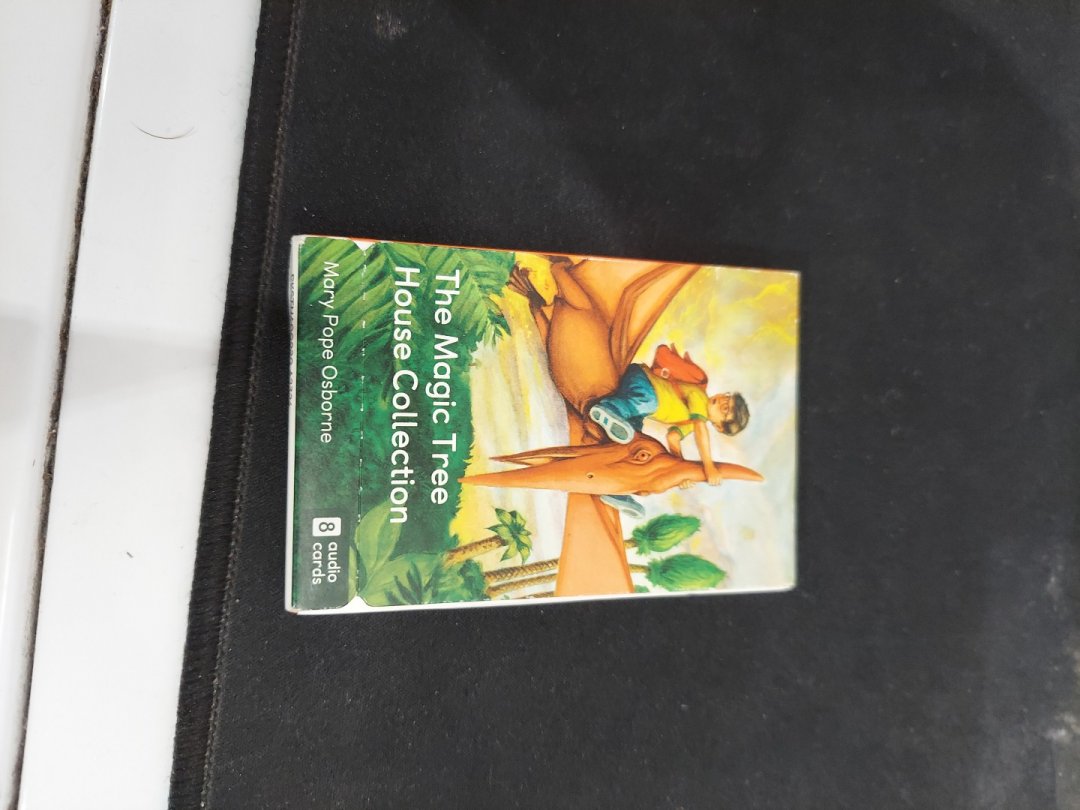 The Magic Tree
House Collection
Mary Pope Osborne
8 audio
cards